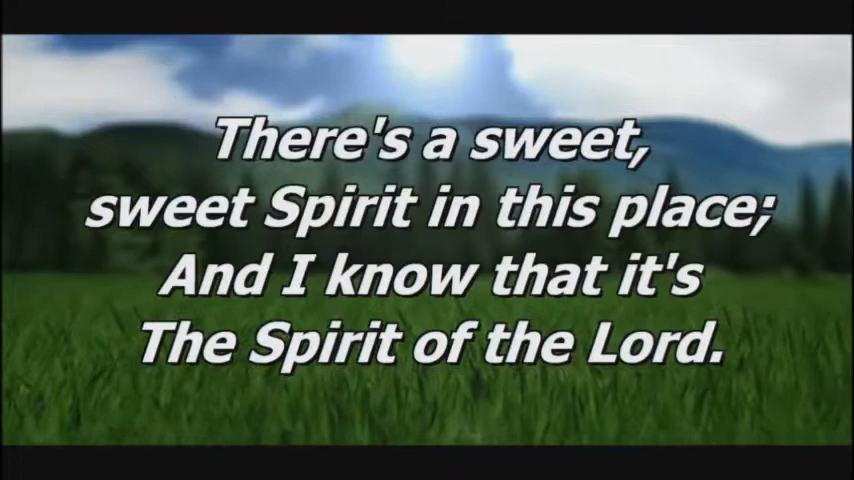 There's a sweet,
sweet Spirit in this place;
And I know that it's
The Spirit of the Lord.